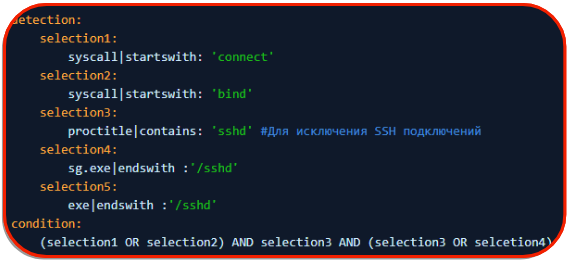 detection:
selection1:
syscall|startswith: 'connect'
selection2:
syscall|startswith: 'bind'
selection3:
proctitle|contains: 'sshd' #Для исключения SSH подключений
selection4:
sg.exe|endswith :'/sshd'
selection5:
exe|endswith :'/sshd'
condition:
(selection1 OR selection2) AND selection3 AND (selection3 OR selcetion4)